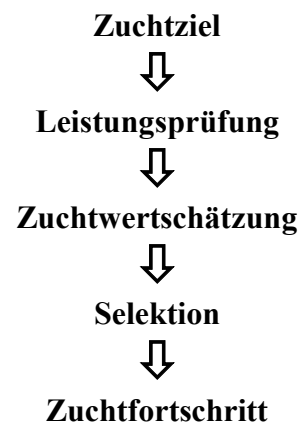 Zuchtziel
Leistungsprüfung
Zuchtwertschätzung
Selektion
Zuchtfortschritt